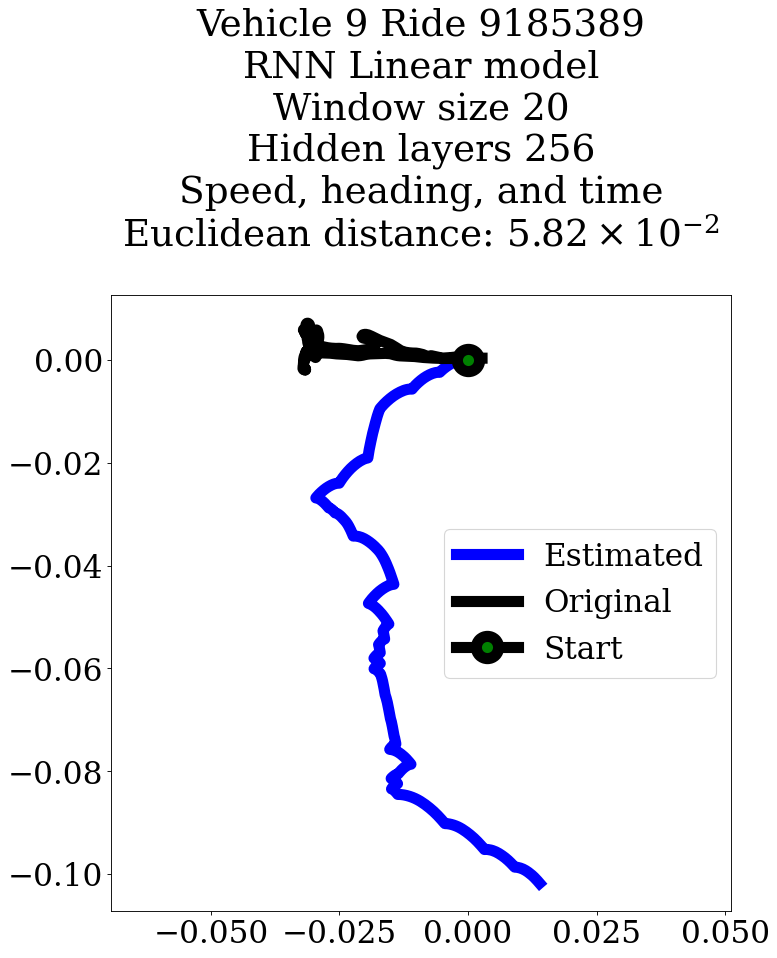 Vehicle 9 Ride 9185389
RNN Linear model
Window size 20
Hidden layers 256
Speed, heading, and time
Euclidean distance: 5.82 × 10⁻²
0.00
−0.02
−0.04
−0.06
−0.08
−0.10
Estimated
Original
Start
−0.050 −0.025 0.000 0.025 0.050